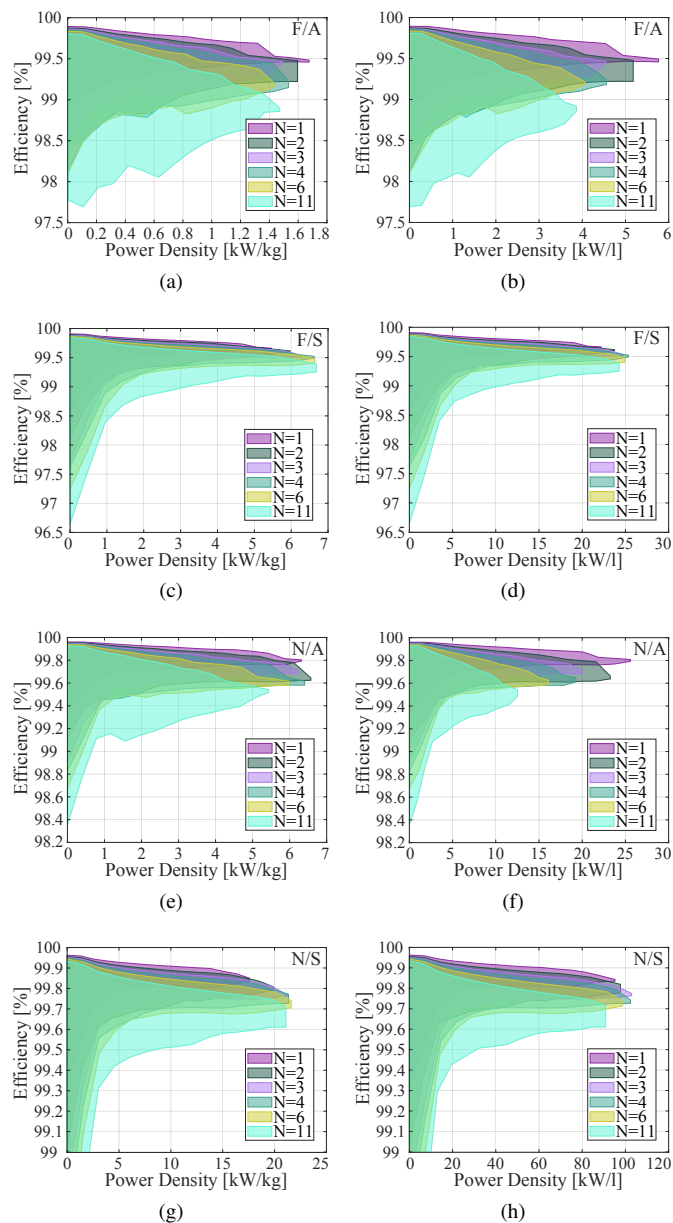 100
F/A
99.5
99
98.5
98
97.5
Efficiency [%]
N=1
N=2
N=3
N=4
N=6
N=11
0 0.2 0.4 0.6 0.8 1 1.2 1.4 1.6 1.8
Power Density [kW/kg]
(a)
100
F/A
99.5
99
98.5
98
97.5
Efficiency [%]
N=1
N=2
N=3
N=4
N=6
N=11
0 1 2 3 4 5 6
Power Density [kW/l]
(b)
100
F/S
99.5
99
98.5
98
97.5
97
96.5
Efficiency [%]
N=1
N=2
N=3
N=4
N=6
N=11
0 1 2 3 4 5 6 7
Power Density [kW/kg]
(c)
100
F/S
99.5
99
98.5
98
97.5
97
96.5
Efficiency [%]
N=1
N=2
N=3
N=4
N=6
N=11
0 5 10 15 20 25 30
Power Density [kW/l]
(d)
100
N/A
99.8
99.6
99.4
99.2
99
98.8
98.6
98.4
98.2
Efficiency [%]
N=1
N=2
N=3
N=4
N=6
N=11
0 1 2 3 4 5 6 7
Power Density [kW/kg]
(e)
100
N/A
99.8
99.6
99.4
99.2
99
98.8
98.6
98.4
98.2
Efficiency [%]
N=1
N=2
N=3
N=4
N=6
N=11
0 5 10 15 20 25 30
Power Density [kW/l]
(f)
100
N/S
99.9
99.8
99.7
99.6
99.5
99.4
99.3
99.2
99.1
99
Efficiency [%]
N=1
N=2
N=3
N=4
N=6
N=11
0 5 10 15 20 25
Power Density [kW/kg]
(g)
100
N/S
99.9
99.8
99.7
99.6
99.5
99.4
99.3
99.2
99.1
99
Efficiency [%]
N=1
N=2
N=3
N=4
N=6
N=11
0 20 40 60 80 100 120
Power Density [kW/l]
(h)